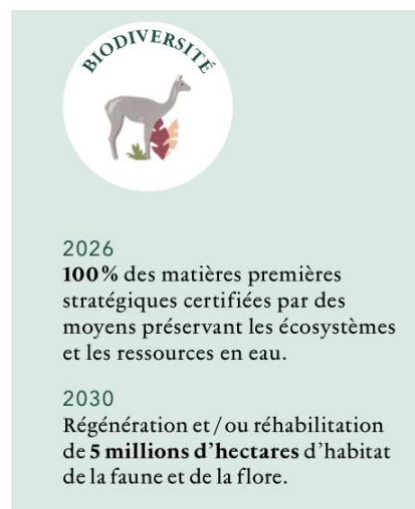 BIODIVERSITÉ
2026
100% des matières premières
stratégiques certifiées par des
moyens préservant les écosystèmes
et les ressources en eau.
2030
Régénération et / ou réhabilitation
de 5 millions d’hectares d’habitat
de la faune et de la flore.